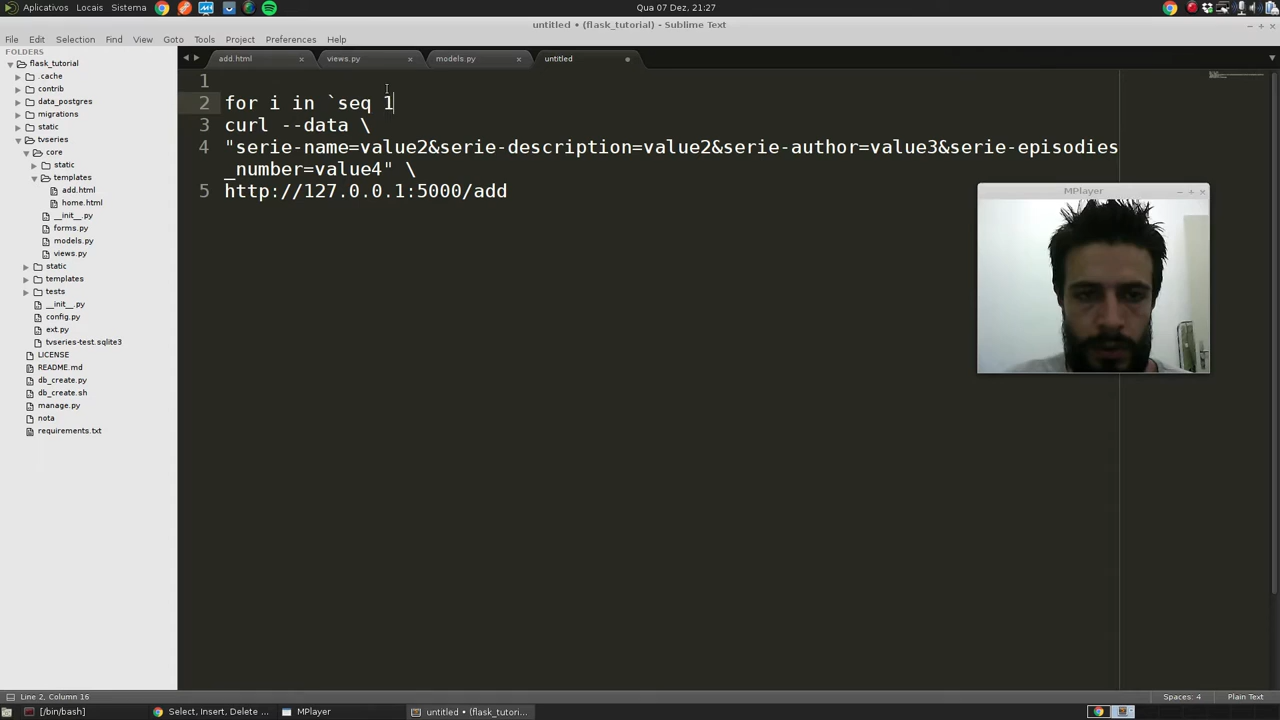 Aplicativos Locais Sistema
Qua 07 Dez, 21:27
untitled • (flask_tutorial) - Sublime Text
File Edit Selection Find View Goto Tools Project Preferences Help
FOLDERS
flask_tutorial
.cache
contrib
data_postgres
migrations
static
tvseries
core
static
templates
add.html
home.html
__init__.py
forms.py
models.py
views.py
static
templates
tests
__init__.py
config.py
ext.py
tvseries-test.sqlite3
LICENSE
README.md
db_create.py
db_create.sh
manage.py
nota
requirements.txt
add.html views.py models.py untitled
1
2 for i in `seq 1
3 curl --data \
4 "serie-name=value2&serie-description=value2&serie-author=value3&serie-episodies
_number=value4" \
5 http://127.0.0.1:5000/add
MPlayer
Line 2, Column 16
Spaces: 4 Plain Text
[/bin/bash] Select, Insert, Delete ... MPlayer untitled • (flask_tutori...